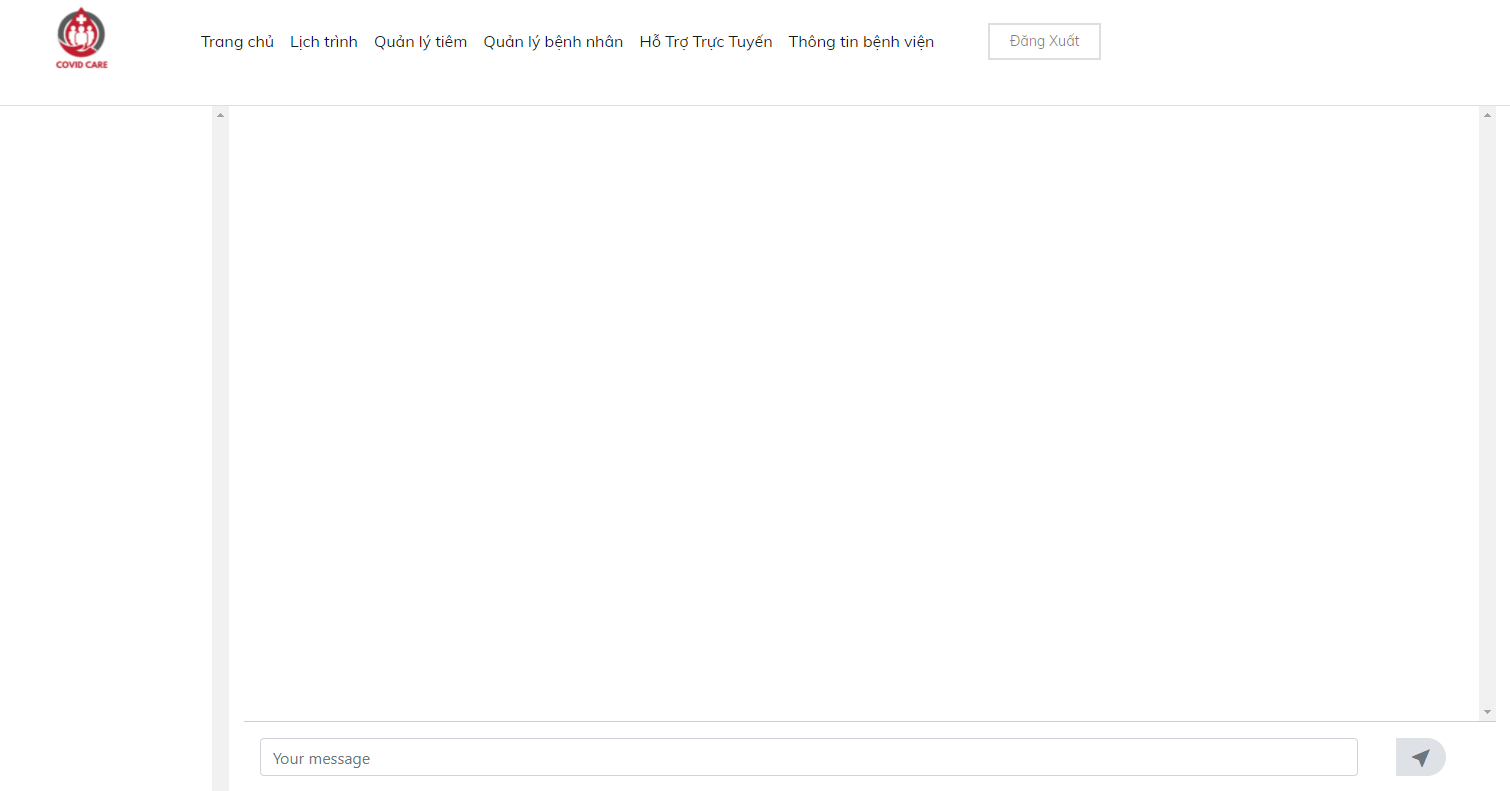 COVID CARE
Trang chủ Lịch trình Quản lý tiêm Quản lý bệnh nhân Hỗ Trợ Trực Tuyến Thông tin bệnh viện Đăng Xuất
Your message